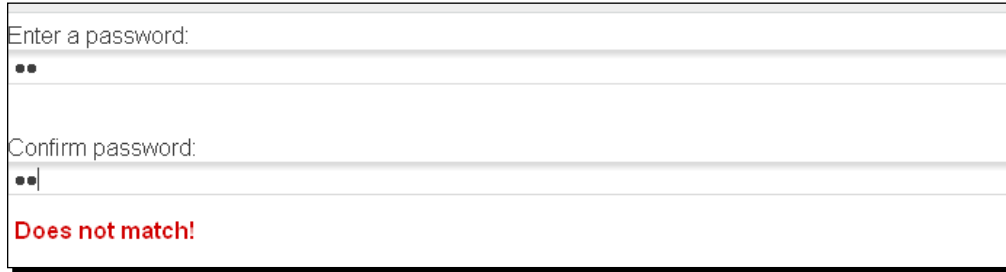 Enter a password:
●●
Confirm password:
●●
Does not match!